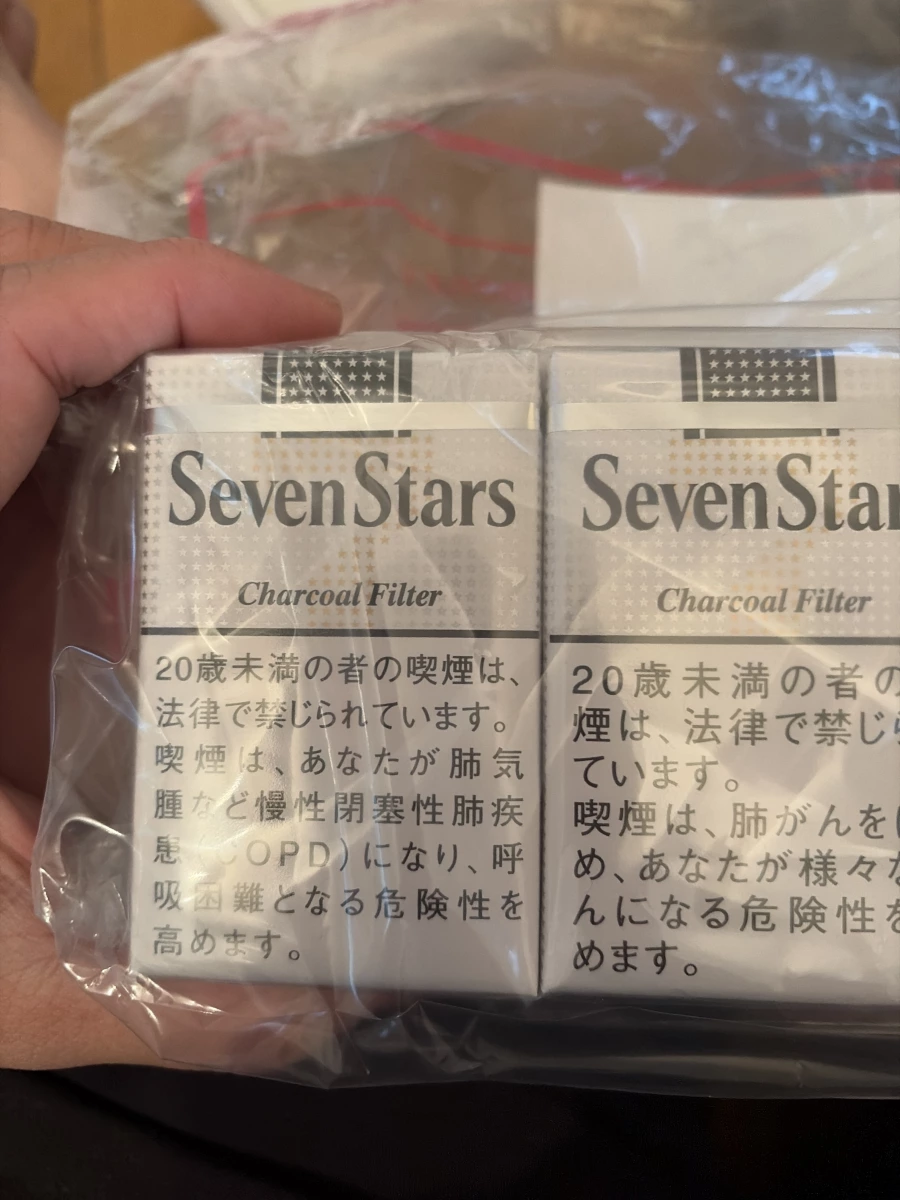 Seven Stars
Charcoal Filter
20歳未満の者の喫煙は、
法律で禁じられています。
喫煙は、あなたが肺気
腫など慢性閉塞性肺疾
患(COPD)になり、呼
吸困難となる危険性を
高めます。
Seven Star
Charcoal Filter
20歳未満の者の
煙は、法律で禁じら
ています。
喫煙は、肺がんを
め、あなたが様々な
んになる危険性を
めます。